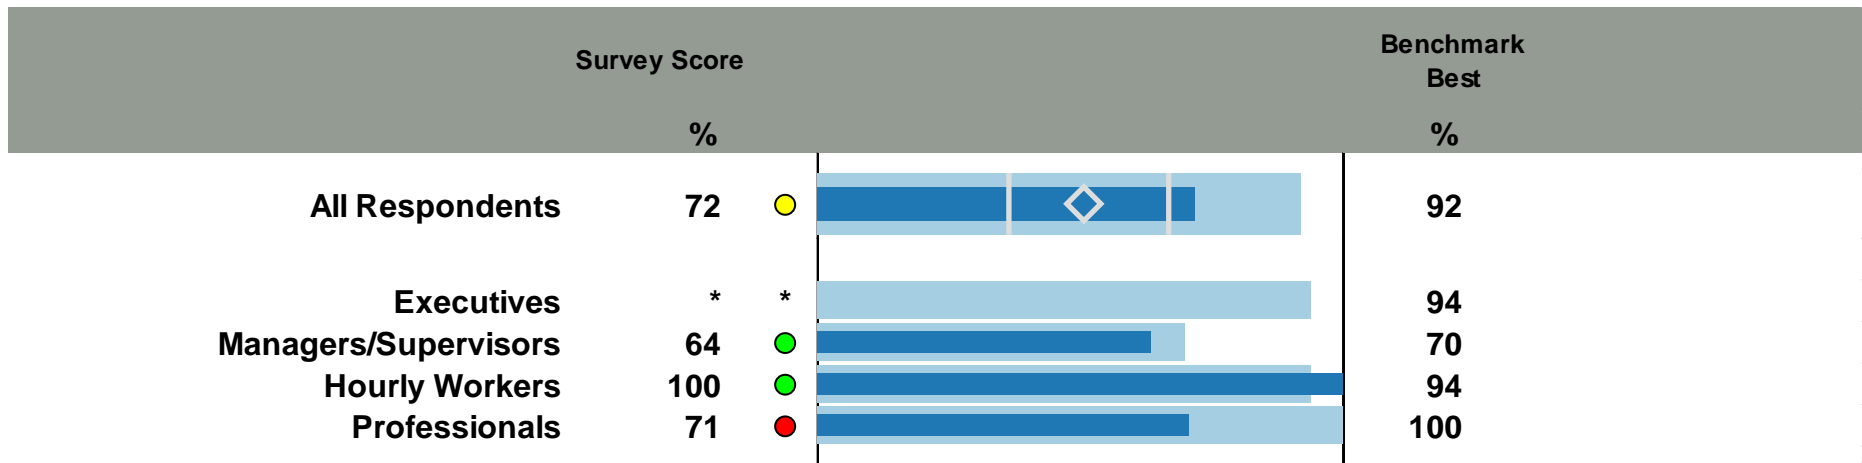 Survey Score
Benchmark
Best
%
%
All Respondents 72 92
Executives * * 94
Managers/Supervisors 64 70
Hourly Workers 100 94
Professionals 71 100